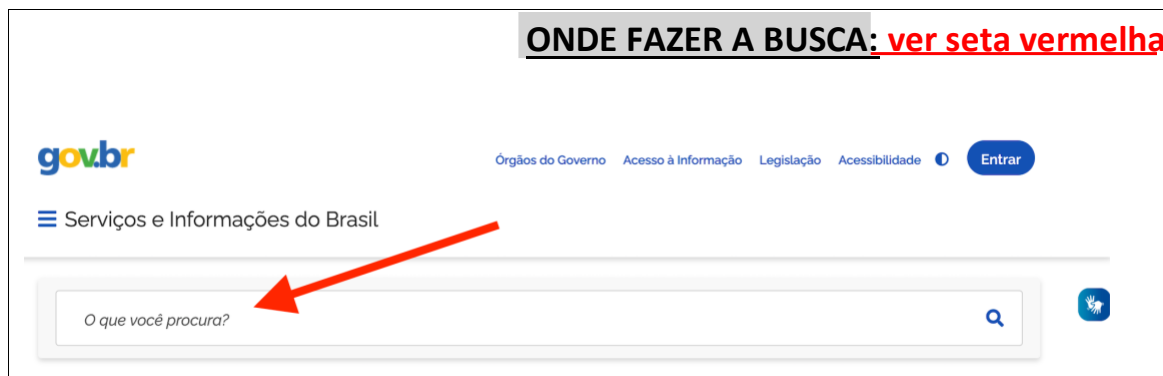 ONDE FAZER A BUSCA: ver seta vermelha
gov.br
Órgãos do Governo Acesso à Informação Legislação Acessibilidade Entrar
Serviços e Informações do Brasil
O que você procura?